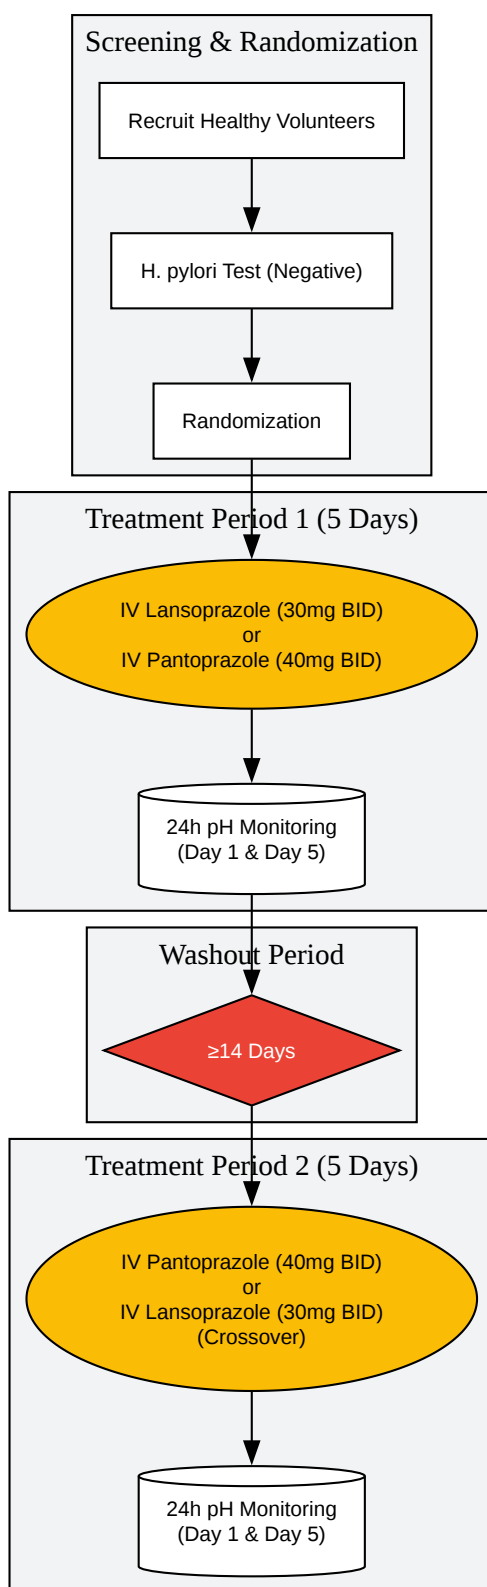 Screening & Randomization
Recruit Healthy Volunteers
H. pylori Test (Negative)
Randomization
Treatment Period 1 (5 Days)
IV Lansoprazole (30mg BID)
or
IV Pantoprazole (40mg BID)
24h pH Monitoring
(Day 1 & Day 5)
Washout Period
≥14 Days
Treatment Period 2 (5 Days)
IV Pantoprazole (40mg BID)
or
IV Lansoprazole (30mg BID)
(Crossover)
24h pH Monitoring
(Day 1 & Day 5)